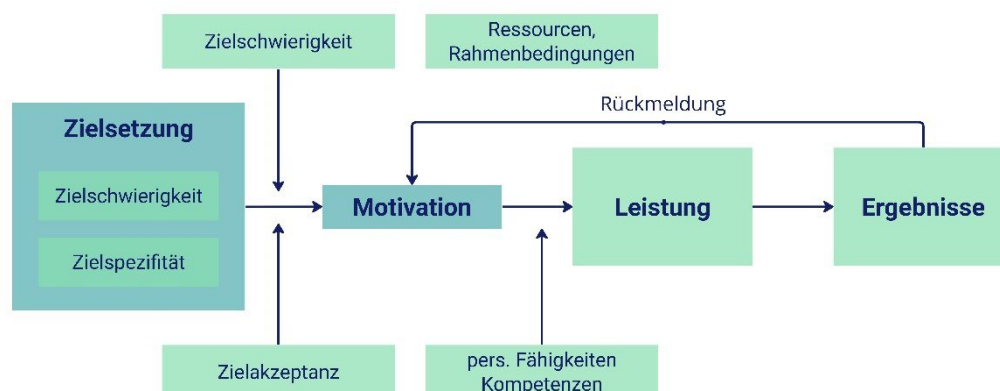 Zielschwierigkeit
Ressourcen,
Rahmenbedingungen
Rückmeldung
Zielsetzung
Zielschwierigkeit
Zielspezifität
Motivation
Leistung
Ergebnisse
Zielakzeptanz
pers. Fähigkeiten
Kompetenzen